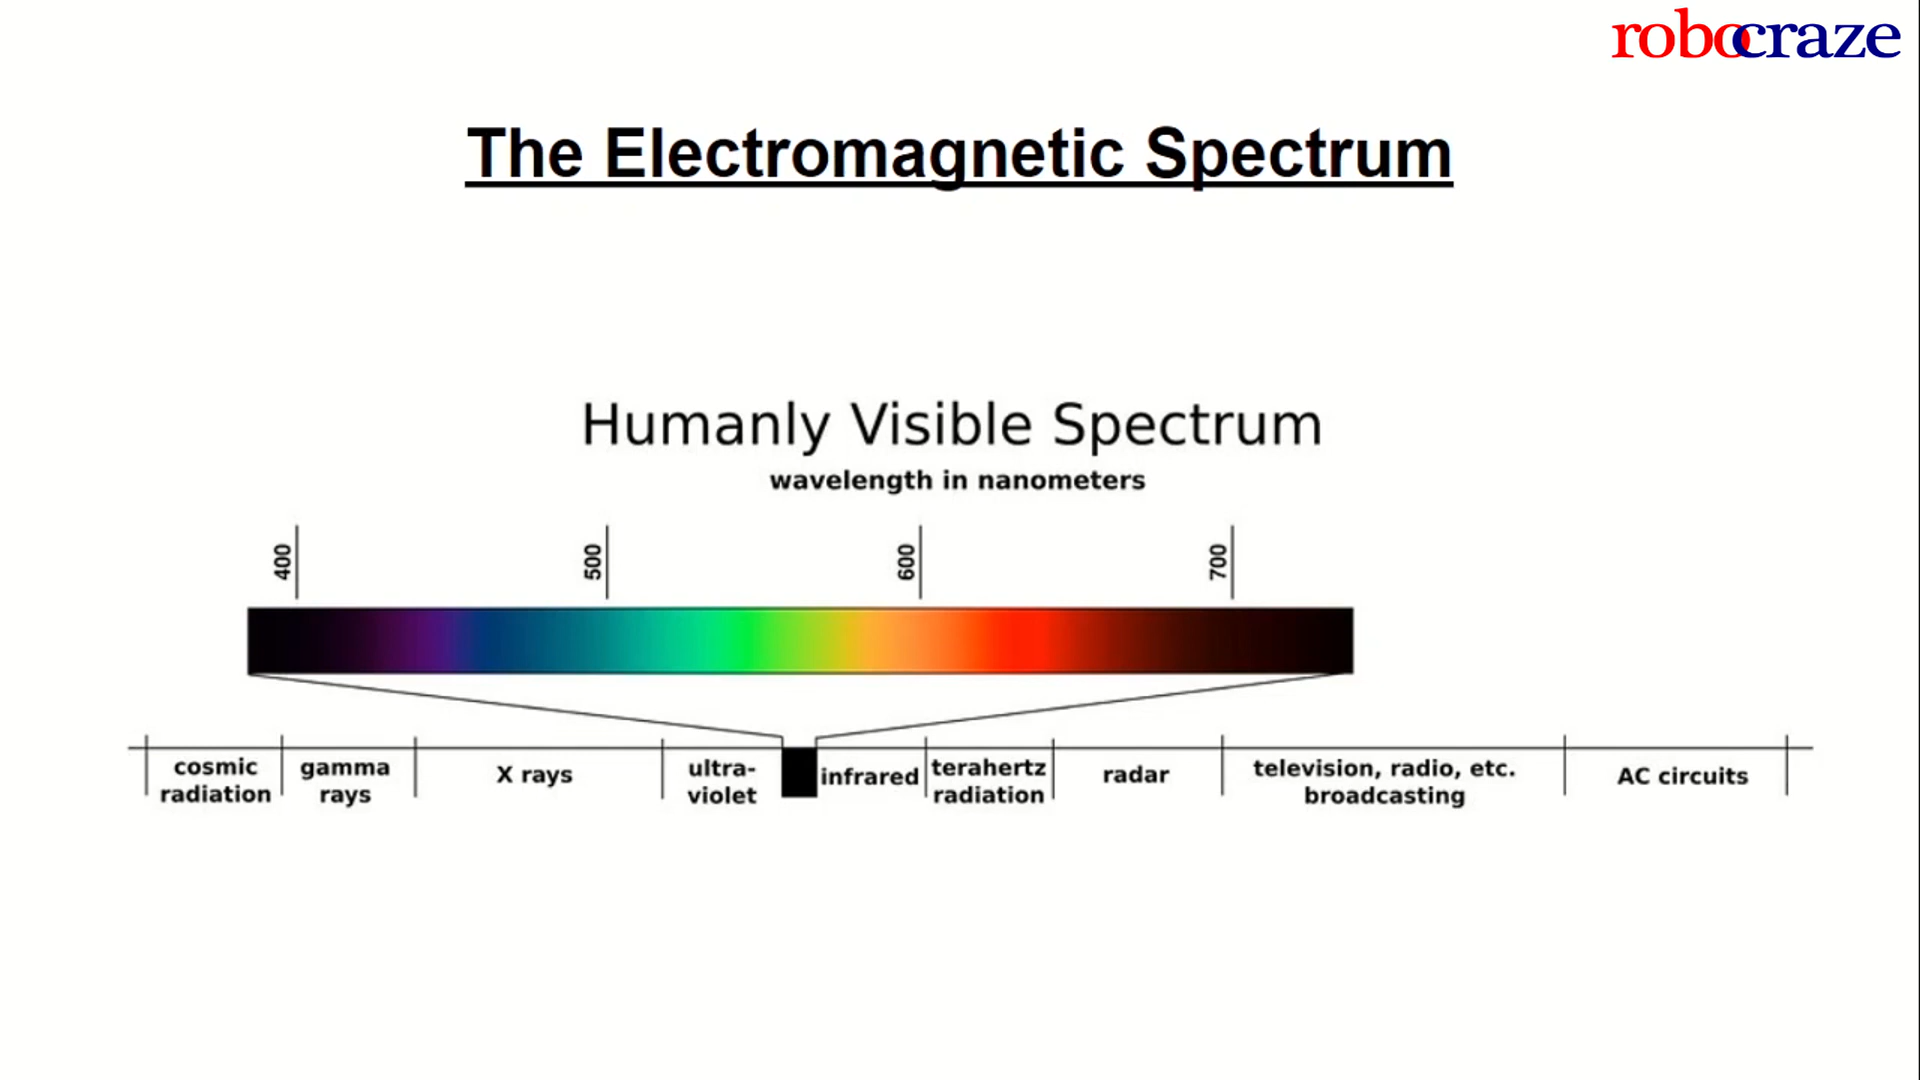 robocraze
The Electromagnetic Spectrum
Humanly Visible Spectrum
wavelength in nanometers
400 500 600 700
cosmic radiation
gamma rays
X rays
ultra-
violet
infrared
terahertz radiation
radar
television, radio, etc.
broadcasting
AC circuits